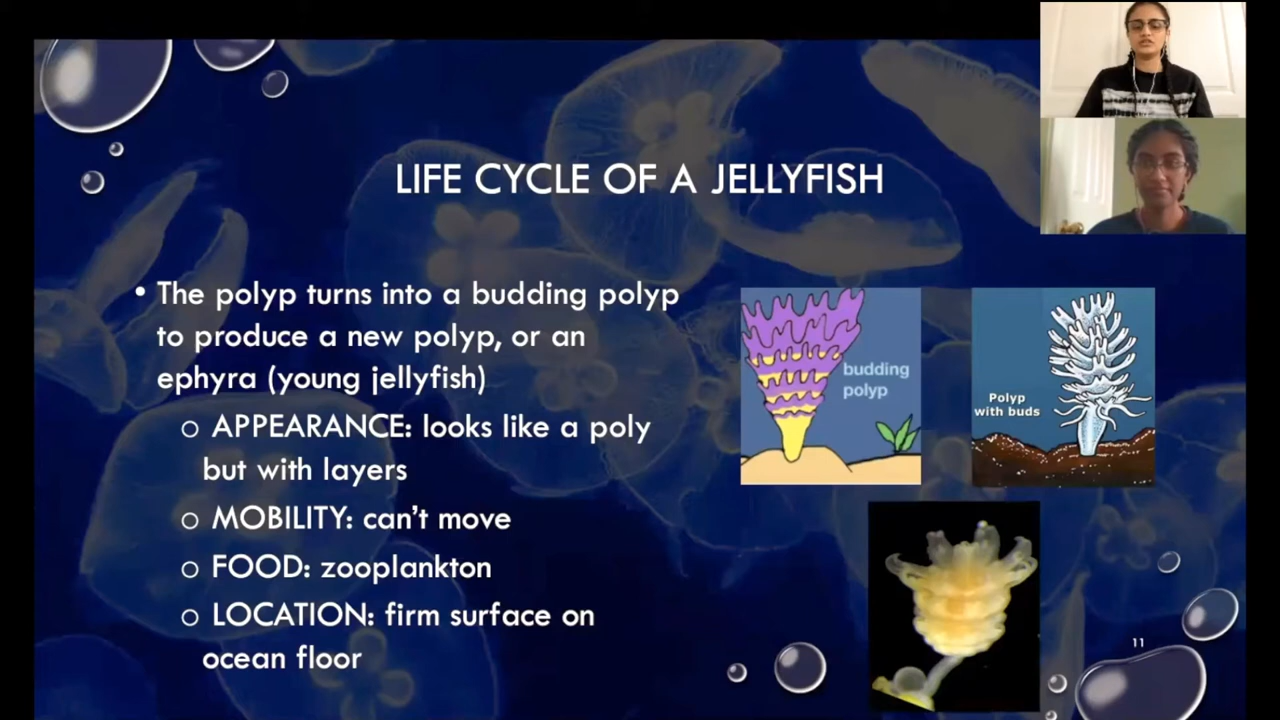 LIFE CYCLE OF A JELLYFISH
• The polyp turns into a budding polyp
to produce a new polyp, or an
ephyra (young jellyfish)
o APPEARANCE: looks like a poly
but with layers
o MOBILITY: can't move
o FOOD: zooplankton
o LOCATION: firm surface on
ocean floor
budding
polyp
Polyp
with buds
11